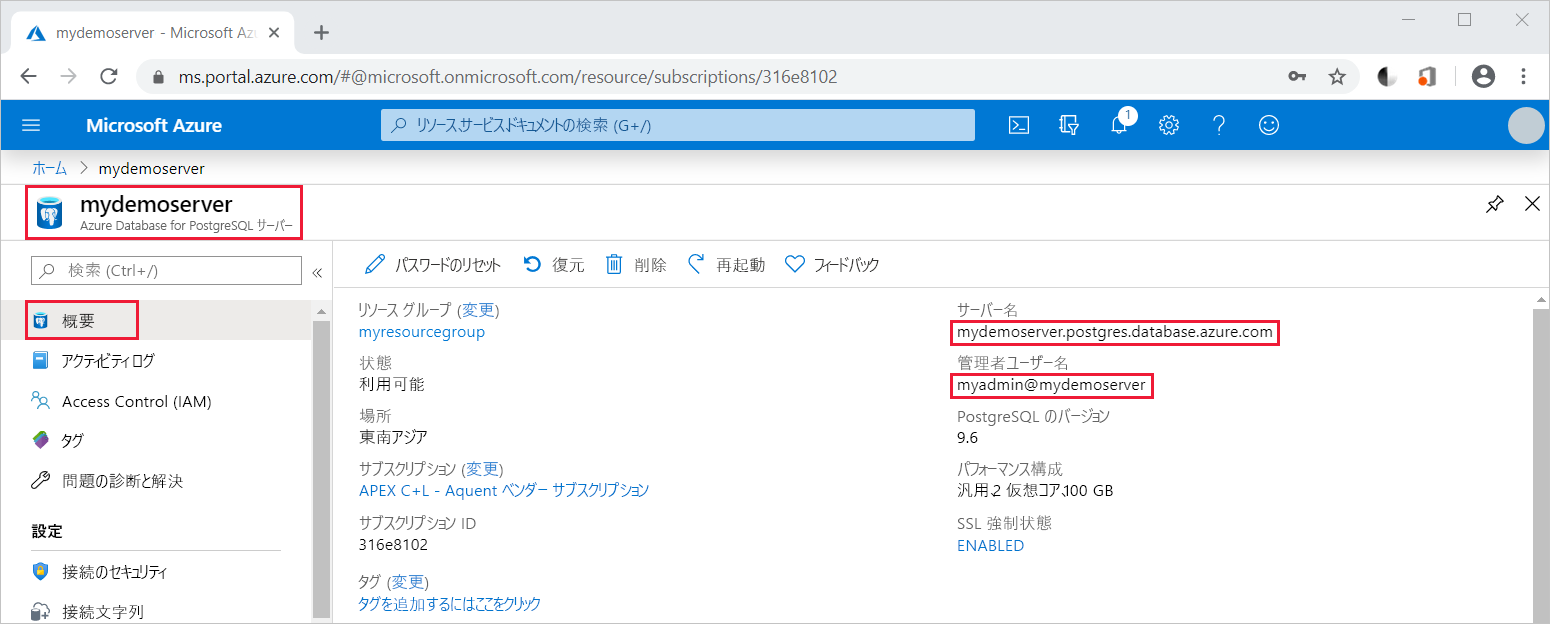 mydemoserver - Microsoft Az
ms.portal.azure.com/#@microsoft.onmicrosoft.com/resource/subscriptions/316e8102
Microsoft Azure
リソース、サービス、ドキュメントの検索 (G+/)
1
ホーム > mydemoserver
mydemoserver
Azure Database for PostgreSQL サーバー
検索 (Ctrl+/)
«
概要
アクティビティ ログ
Access Control (IAM)
タグ
問題の診断と解決
設定
接続のセキュリティ
接続文字列
パスワードのリセット
復元
削除
再起動
フィードバック
リソース グループ (変更)
myresourcegroup
状態
利用可能
場所
東南アジア
サブスクリプション (変更)
APEX C+L - Aquent ベンダー サブスクリプション
サブスクリプション ID
316e8102
タグ (変更)
タグを追加するにはここをクリック
サーバー名
mydemoserver.postgres.database.azure.com
管理者ユーザー名
myadmin@mydemoserver
PostgreSQL のバージョン
9.6
パフォーマンス構成
汎用、2 仮想コア、100 GB
SSL 強制状態
ENABLED